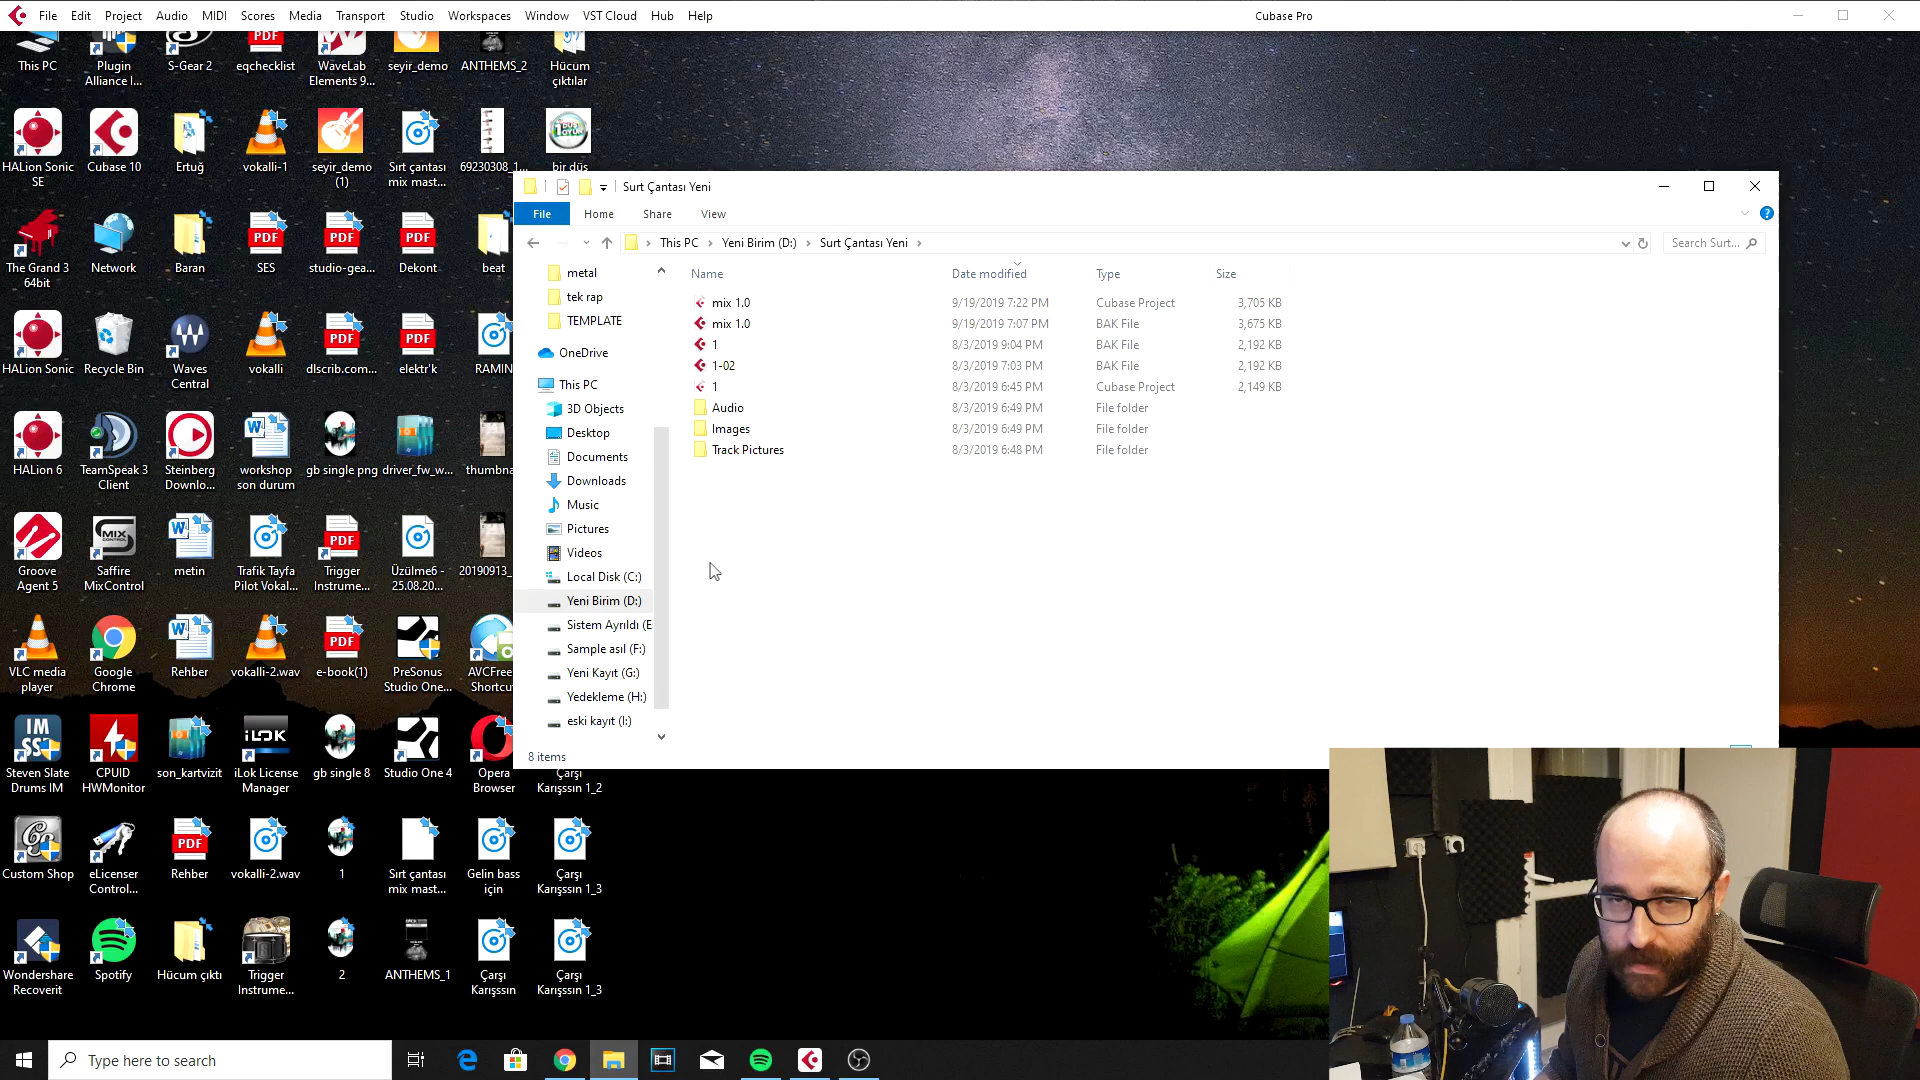 File Edit Project Audio MIDI Scores Media Transport Studio Workspaces Window VST Cloud Hub Help
Cubase Pro
This PC
Plugin
Alliance I...
S-Gear 2
eqchecklist
WaveLab
Elements 9...
seyir_demo
ANTHEMS_2
Hücum
çıktılar
HALion Sonic
SE
Cubase 10
Ertuğ
vokalli-1
seyir_demo
(1)
Sırt çantası
mix mast...
69230308_1...
bir düş
The Grand 3
64bit
Network
Baran
SES
studio-gea...
Dekont
beat
HALion Sonic
Recycle Bin
Waves
Central
vokalli
dlscrib.com...
elektr'k
RAMIN
HALion 6
TeamSpeak 3
Client
Steinberg
Downlo...
workshop
son durum
gb single png
driver_fw_w...
thumbna
Groove
Agent 5
Saffire
MixControl
metin
Trafik Tayfa
Pilot Vokal...
Trigger
Instrume...
Üzülme6 -
25.08.20...
20190913_
VLC media
player
Google
Chrome
Rehber
vokalli-2.wav
e-book(1)
PreSonus
Studio One...
AVCFree
Shortcu
Steven Slate
Drums IM
CPUID
HWMonitor
son_kartvizit
iLok License
Manager
gb single 8
Studio One 4
Opera
Browser
Çarşı
Karışssın 1_2
Custom Shop
eLicenser
Control...
Rehber
vokalli-2.wav
1
Sırt çantası
mix mast...
Gelin bass
için
Çarşı
Karışssın 1_3
Wondershare
Recoverit
Spotify
Hücum çıktı
Trigger
Instrume...
2
ANTHEMS_1
Çarşı
Karışssın
Çarşı
Karışssın 1_3
Surt Çantası Yeni
File Home Share View
This PC > Yeni Birim (D:) > Surt Çantası Yeni >
Search Surt...
metal
tek rap
TEMPLATE
OneDrive
This PC
3D Objects
Desktop
Documents
Downloads
Music
Pictures
Videos
Local Disk (C:)
Yeni Birim (D:)
Sistem Ayrıldı (E
Sample asıl (F:)
Yeni Kayıt (G:)
Yedekleme (H:)
eski kayıt (I:)
Name Date modified Type Size
mix 1.0 9/19/2019 7:22 PM Cubase Project 3,705 KB
mix 1.0 9/19/2019 7:07 PM BAK File 3,675 KB
1 8/3/2019 9:04 PM BAK File 2,192 KB
1-02 8/3/2019 7:03 PM BAK File 2,192 KB
1 8/3/2019 6:45 PM Cubase Project 2,149 KB
Audio 8/3/2019 6:49 PM File folder
Images 8/3/2019 6:49 PM File folder
Track Pictures 8/3/2019 6:48 PM File folder
8 items
Type here to search